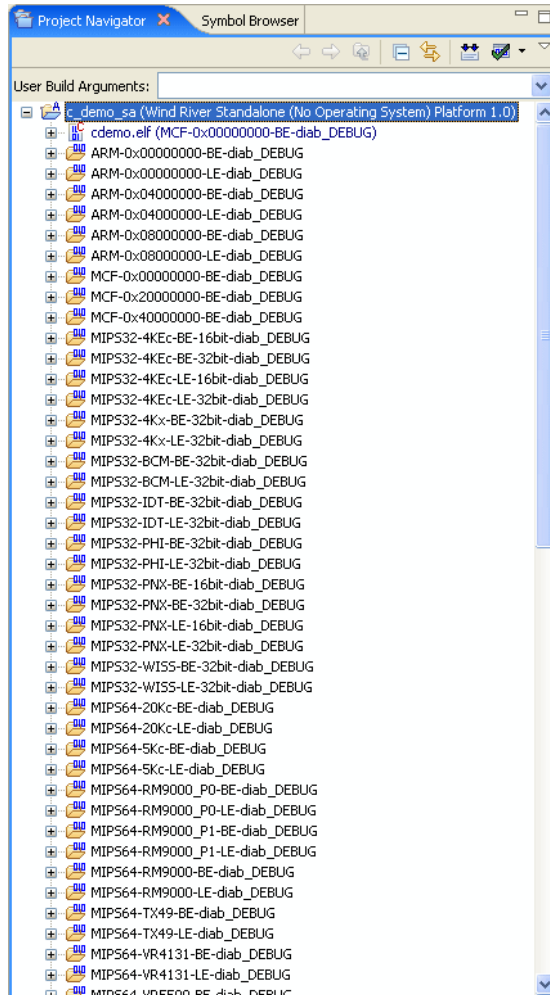 Project Navigator Symbol Browser
User Build Arguments:
c_demo_sa (Wind River Standalone (No Operating System) Platform 1.0)
cdemo.elf (MCF-0x00000000-BE-diab_DEBUG)
ARM-0x00000000-BE-diab_DEBUG
ARM-0x00000000-LE-diab_DEBUG
ARM-0x04000000-BE-diab_DEBUG
ARM-0x04000000-LE-diab_DEBUG
ARM-0x08000000-BE-diab_DEBUG
ARM-0x08000000-LE-diab_DEBUG
MCF-0x00000000-BE-diab_DEBUG
MCF-0x20000000-BE-diab_DEBUG
MCF-0x40000000-BE-diab_DEBUG
MIPS32-4KEc-BE-16bit-diab_DEBUG
MIPS32-4KEc-BE-32bit-diab_DEBUG
MIPS32-4KEc-LE-16bit-diab_DEBUG
MIPS32-4KEc-LE-32bit-diab_DEBUG
MIPS32-4Kx-BE-32bit-diab_DEBUG
MIPS32-4Kx-LE-32bit-diab_DEBUG
MIPS32-BCM-BE-32bit-diab_DEBUG
MIPS32-BCM-LE-32bit-diab_DEBUG
MIPS32-IDT-BE-32bit-diab_DEBUG
MIPS32-IDT-LE-32bit-diab_DEBUG
MIPS32-PHI-BE-32bit-diab_DEBUG
MIPS32-PHI-LE-32bit-diab_DEBUG
MIPS32-PNX-BE-16bit-diab_DEBUG
MIPS32-PNX-BE-32bit-diab_DEBUG
MIPS32-PNX-LE-16bit-diab_DEBUG
MIPS32-PNX-LE-32bit-diab_DEBUG
MIPS32-WISS-BE-32bit-diab_DEBUG
MIPS32-WISS-LE-32bit-diab_DEBUG
MIPS64-20Kc-BE-diab_DEBUG
MIPS64-20Kc-LE-diab_DEBUG
MIPS64-5Kc-BE-diab_DEBUG
MIPS64-5Kc-LE-diab_DEBUG
MIPS64-RM9000_P0-BE-diab_DEBUG
MIPS64-RM9000_P0-LE-diab_DEBUG
MIPS64-RM9000_P1-BE-diab_DEBUG
MIPS64-RM9000_P1-LE-diab_DEBUG
MIPS64-RM9000-BE-diab_DEBUG
MIPS64-RM9000-LE-diab_DEBUG
MIPS64-TX49-BE-diab_DEBUG
MIPS64-TX49-LE-diab_DEBUG
MIPS64-VR4131-BE-diab_DEBUG
MIPS64-VR4131-LE-diab_DEBUG